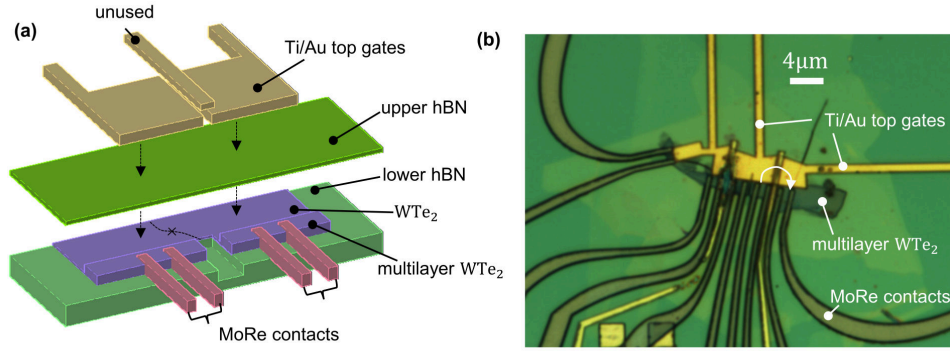 (a)
unused
Ti/Au top gates
upper hBN
lower hBN
WTe₂
multilayer WTe₂
MoRe contacts
(b)
4μm
Ti/Au top gates
multilayer WTe₂
MoRe contacts